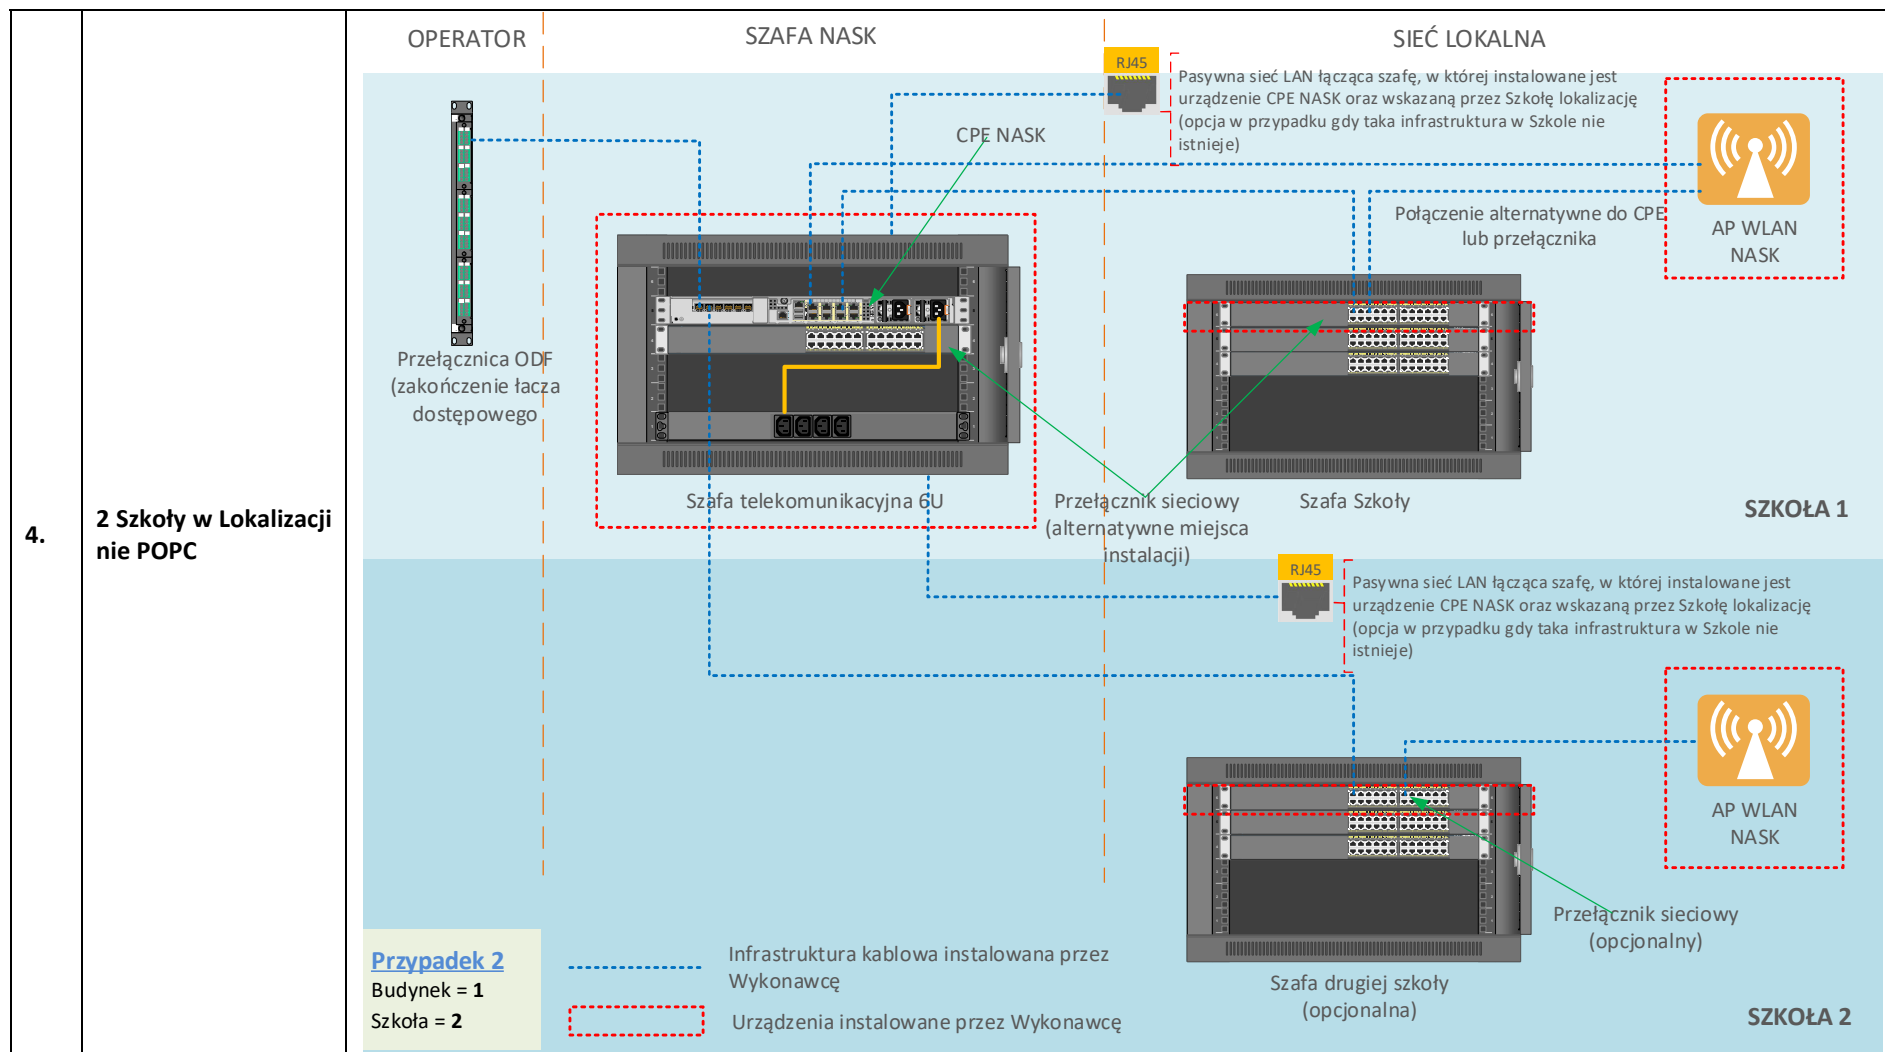 4.
2 Szkoły w Lokalizacji
nie POPC
OPERATOR
SZAFA NASK
SIEĆ LOKALNA
RJ45
Pasywna sieć LAN łącząca szafę, w której instalowane jest
urządzenie CPE NASK oraz wskazaną przez Szkołę lokalizację
(opcja w przypadku gdy taka infrastruktura w Szkole nie
istnieje)
CPE NASK
Połączenie alternatywne do CPE
lub przełącznika
AP WLAN
NASK
Przełącznica ODF
(zakończenie łacza
dostępowego
Szafa telekomunikacyjna 6U
Przełącznik sieciowy
(alternatywne miejsca
instalacji)
Szafa Szkoły
SZKOŁA 1
RJ45
Pasywna sieć LAN łącząca szafę, w której instalowane jest
urządzenie CPE NASK oraz wskazaną przez Szkołę lokalizację
(opcja w przypadku gdy taka infrastruktura w Szkole nie
istnieje)
AP WLAN
NASK
Przełącznik sieciowy
(opcjonalny)
Szafa drugiej szkoły
(opcjonalna)
SZKOŁA 2
Przypadek 2
Budynek = 1
Szkoła = 2
Infrastruktura kablowa instalowana przez
Wykonawcę
Urządzenia instalowane przez Wykonawcę